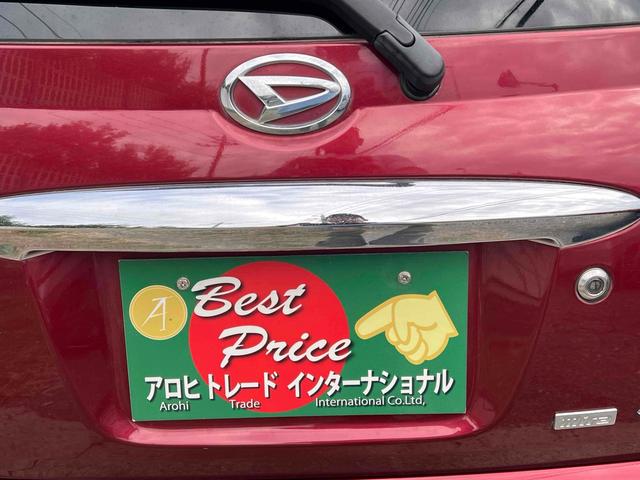 A
Best
Price
アロヒ トレード インターナショナル
Arohi Trade International Co.Ltd,
mira